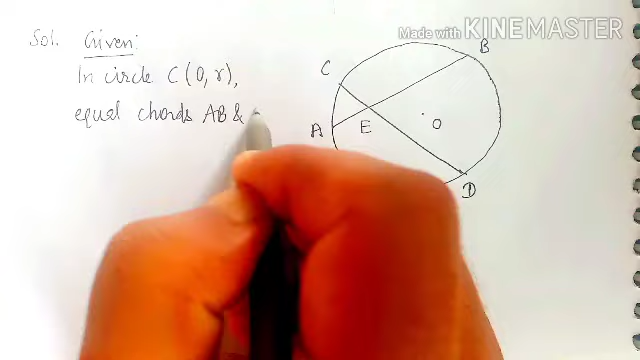 Made with KINEMASTER
Sol. Given:
In circle C(O, r),
equal chords AB &
C
B
A
E
O
D